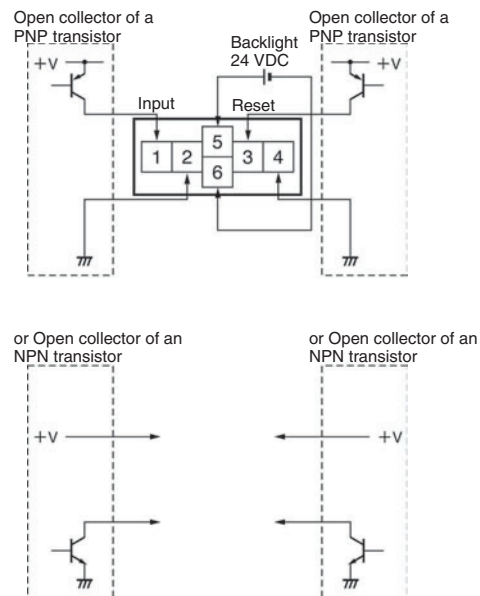 Open collector of a
PNP transistor
Open collector of a
PNP transistor
Backlight
24 VDC
+V
+V
Input
Reset
5
1 2 3 4
6
or Open collector of an
NPN transistor
or Open collector of an
NPN transistor
+V
+V